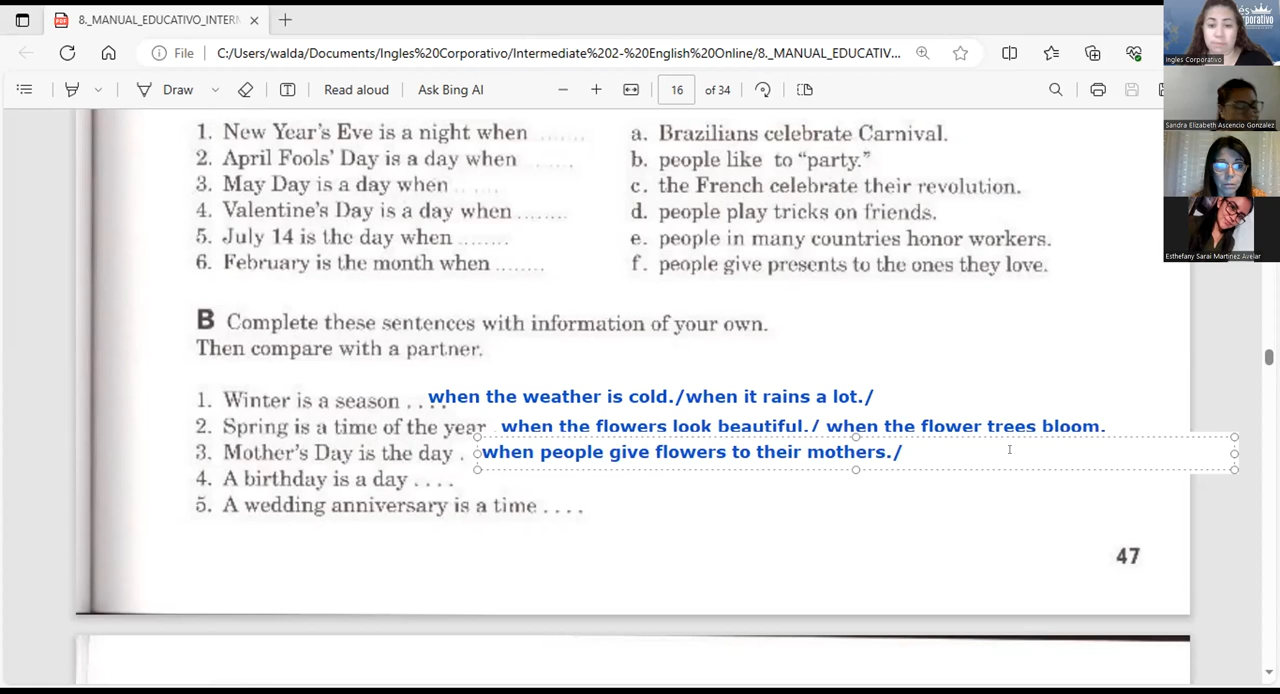 8._MANUAL_EDUCATIVO_INTERN
File
C:/Users/walda/Documents/Ingles%20Corporativo/Intermediate%202-%20English%20Online/8._MANUAL_EDUCATIV...
Draw
Read aloud
Ask Bing AI
16
of 34
és
orporativo
Ingles Corporativo
Sandra Elizabeth Ascencio Gonzalez
Esthefany Sarai Martinez Avelar
1. New Year's Eve is a night when ......
2. April Fools' Day is a day when ......
3. May Day is a day when ......
4. Valentine's Day is a day when ........
5. July 14 is the day when ........
6. February is the month when ........
a. Brazilians celebrate Carnival.
b. people like to "party."
c. the French celebrate their revolution.
d. people play tricks on friends.
e. people in many countries honor workers.
f. people give presents to the ones they love.
B Complete these sentences with information of your own.
Then compare with a partner.
1. Winter is a season . . . . when the weather is cold./when it rains a lot./
2. Spring is a time of the year . when the flowers look beautiful./ when the flower trees bloom.
3. Mother's Day is the day . when people give flowers to their mothers./
4. A birthday is a day . . . .
5. A wedding anniversary is a time . . . .
47